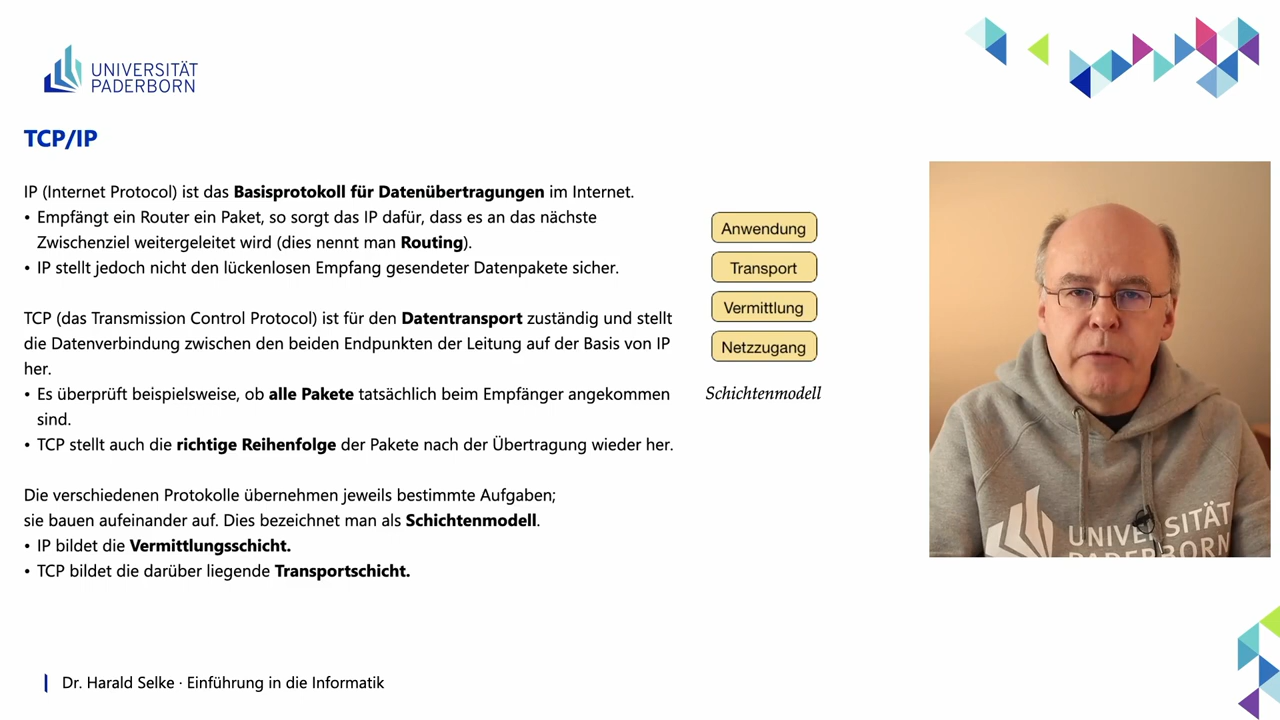 UNIVERSITÄT
PADERBORN
TCP/IP
IP (Internet Protocol) ist das Basisprotokoll für Datenübertragungen im Internet.
• Empfängt ein Router ein Paket, so sorgt das IP dafür, dass es an das nächste
Zwischenziel weitergeleitet wird (dies nennt man Routing).
• IP stellt jedoch nicht den lückenlosen Empfang gesendeter Datenpakete sicher.
TCP (das Transmission Control Protocol) ist für den Datentransport zuständig und stellt
die Datenverbindung zwischen den beiden Endpunkten der Leitung auf der Basis von IP
her.
• Es überprüft beispielsweise, ob alle Pakete tatsächlich beim Empfänger angekommen
sind.
• TCP stellt auch die richtige Reihenfolge der Pakete nach der Übertragung wieder her.
Die verschiedenen Protokolle übernehmen jeweils bestimmte Aufgaben;
sie bauen aufeinander auf. Dies bezeichnet man als Schichtenmodell.
• IP bildet die Vermittlungsschicht.
• TCP bildet die darüber liegende Transportschicht.
Anwendung
Transport
Vermittlung
Netzzugang
Schichtenmodell
UNIVERSITÄT
PADERBORN
Dr. Harald Selke · Einführung in die Informatik